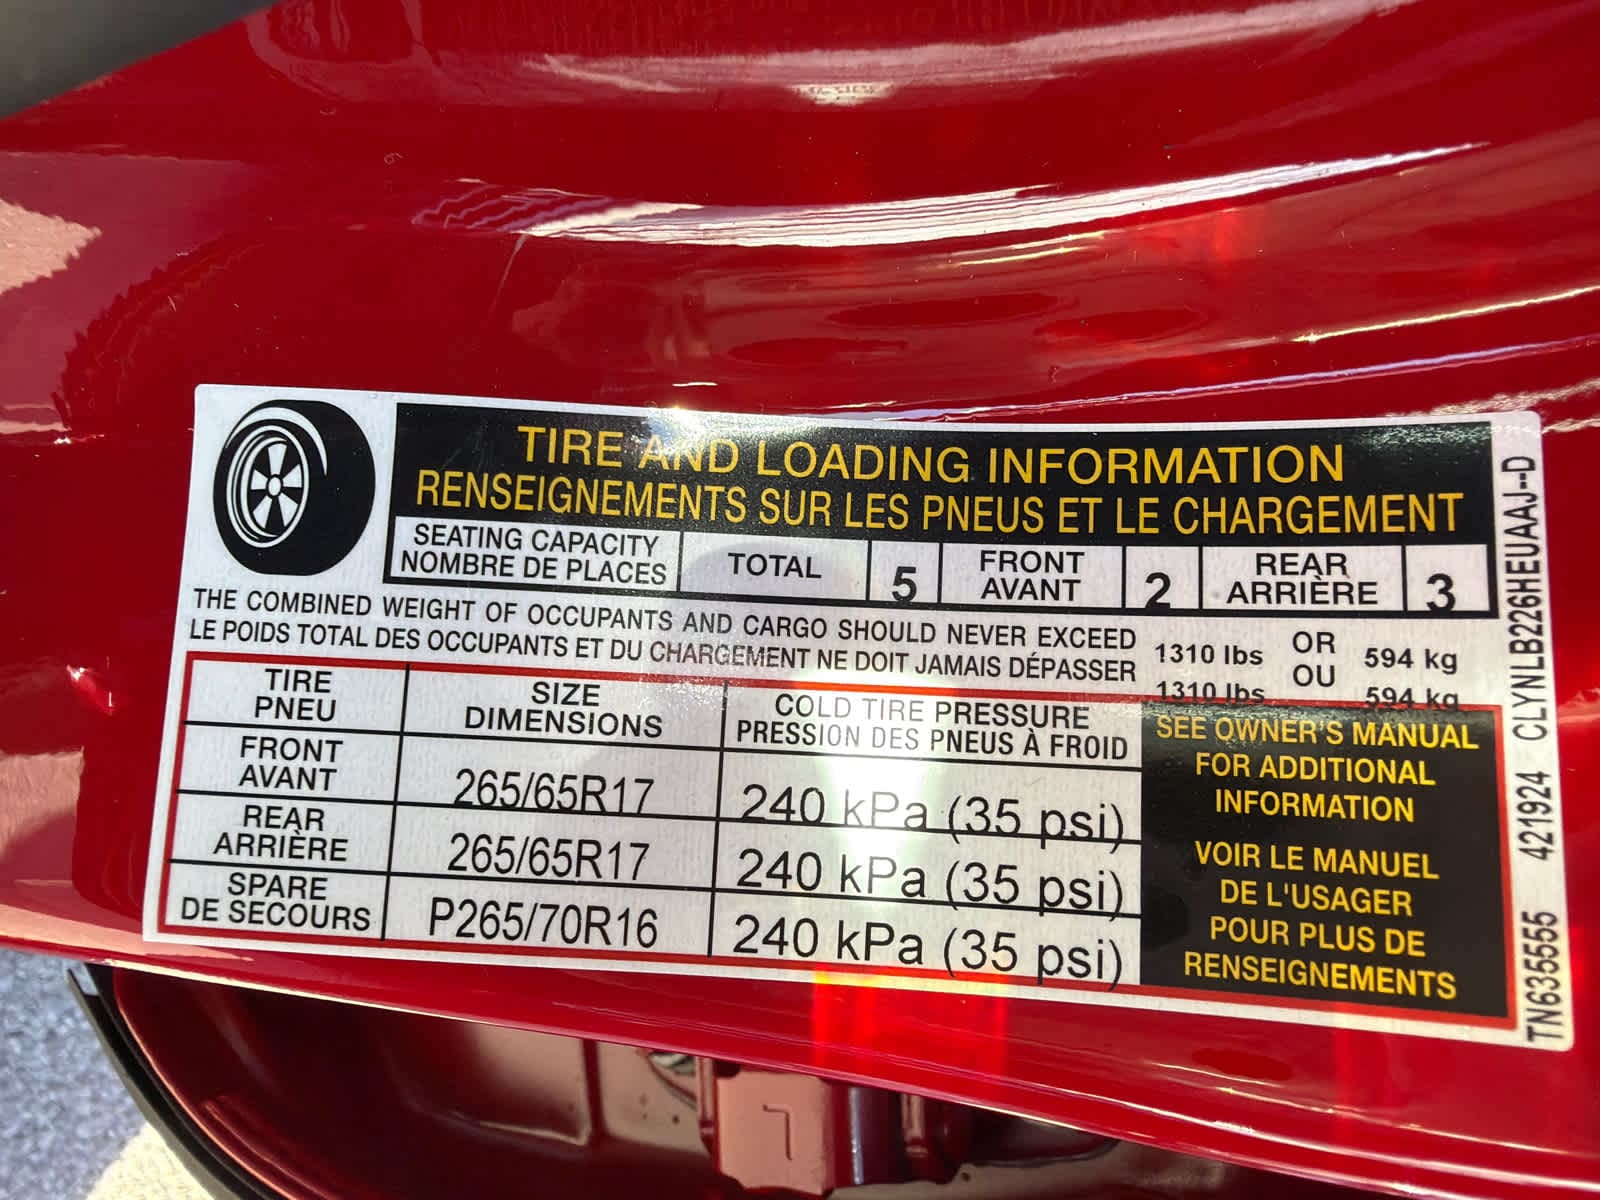 TIRE AND LOADING INFORMATION
RENSEIGNEMENTS SUR LES PNEUS ET LE CHARGEMENT
SEATING CAPACITY
NOMBRE DE PLACES
TOTAL
5
FRONT
AVANT
2
REAR
ARRIÈRE
3
THE COMBINED WEIGHT OF OCCUPANTS AND CARGO SHOULD NEVER EXCEED 1310 lbs OR 594 kg
LE POIDS TOTAL DES OCCUPANTS ET DU CHARGEMENT NE DOIT JAMAIS DÉPASSER 1310 lbs OU 594 kg
TIRE
PNEU
SIZE
DIMENSIONS
COLD TIRE PRESSURE
PRESSION DES PNEUS À FROID
FRONT
AVANT
265/65R17
240 kPa (35 psi)
REAR
ARRIÈRE
265/65R17
240 kPa (35 psi)
SPARE
DE SECOURS
P265/70R16
240 kPa (35 psi)
SEE OWNER'S MANUAL
FOR ADDITIONAL
INFORMATION
VOIR LE MANUEL
DE L'USAGER
POUR PLUS DE
RENSEIGNEMENTS
TN635555 421924 CLYNLB226HEUAAJ--D